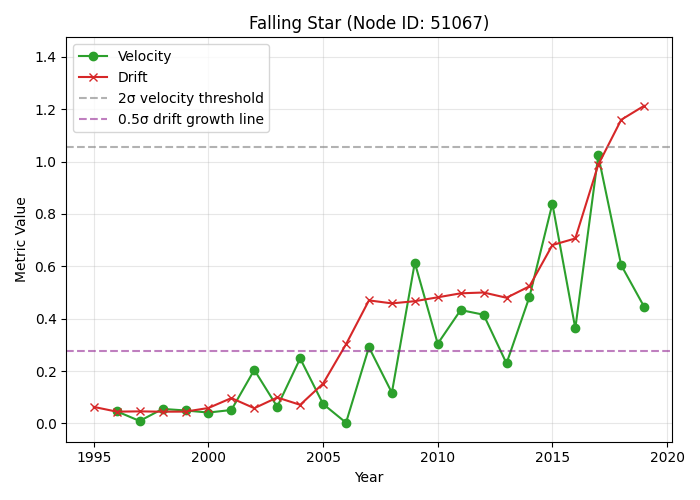 Falling Star (Node ID: 51067)
Velocity
Drift
2σ velocity threshold
0.5σ drift growth line
Metric Value
1.4
1.2
1.0
0.8
0.6
0.4
0.2
0.0
1995 2000 2005 2010 2015 2020
Year